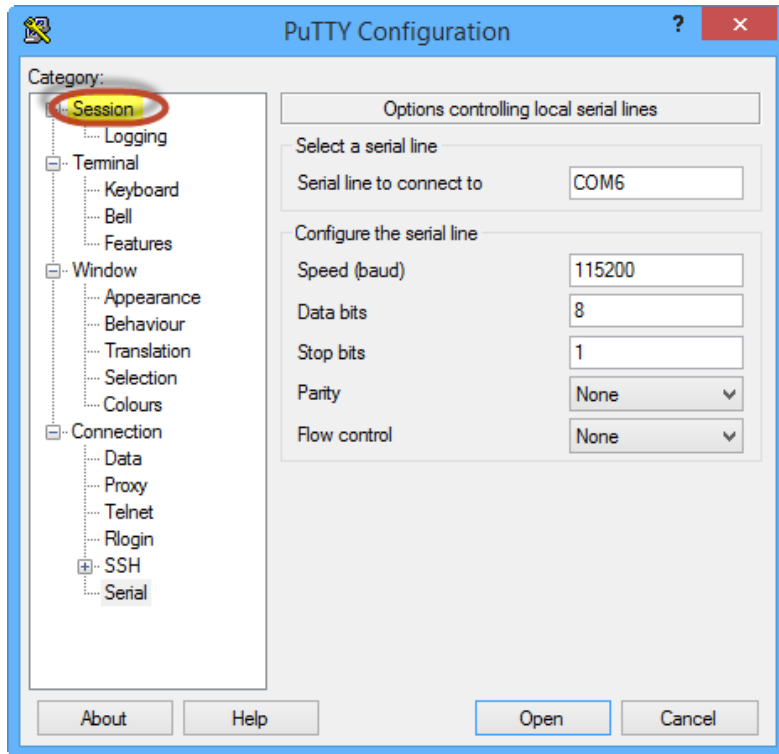 PuTTY Configuration
?
Category:
Session
Logging
Terminal
Keyboard
Bell
Features
Window
Appearance
Behaviour
Translation
Selection
Colours
Connection
Data
Proxy
Telnet
Rlogin
SSH
Serial
Options controlling local serial lines
Select a serial line
Serial line to connect to COM6
Configure the serial line
Speed (baud) 115200
Data bits 8
Stop bits 1
Parity None
Flow control None
About Help Open Cancel